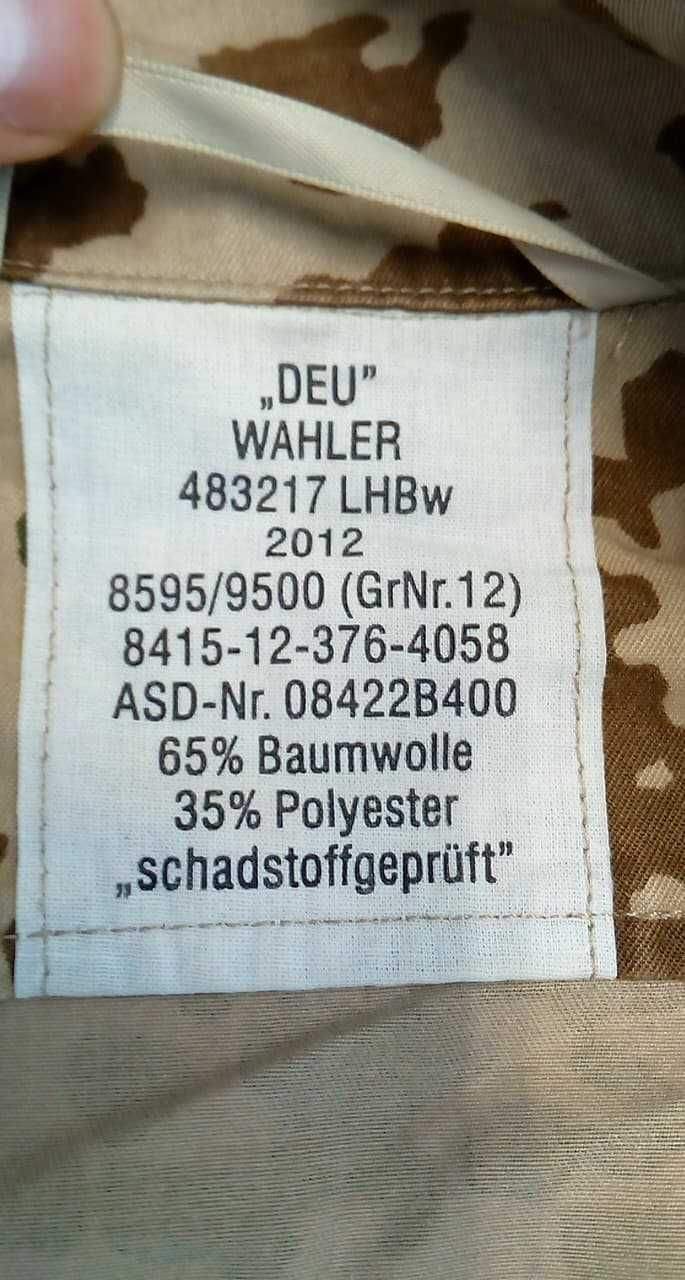 „DEU”
WAHLER
483217 LHBw
2012
8595/9500 (GrNr.12)
8415-12-376-4058
ASD-Nr. 08422B400
65% Baumwolle
35% Polyester
„schadstoffgeprüft”